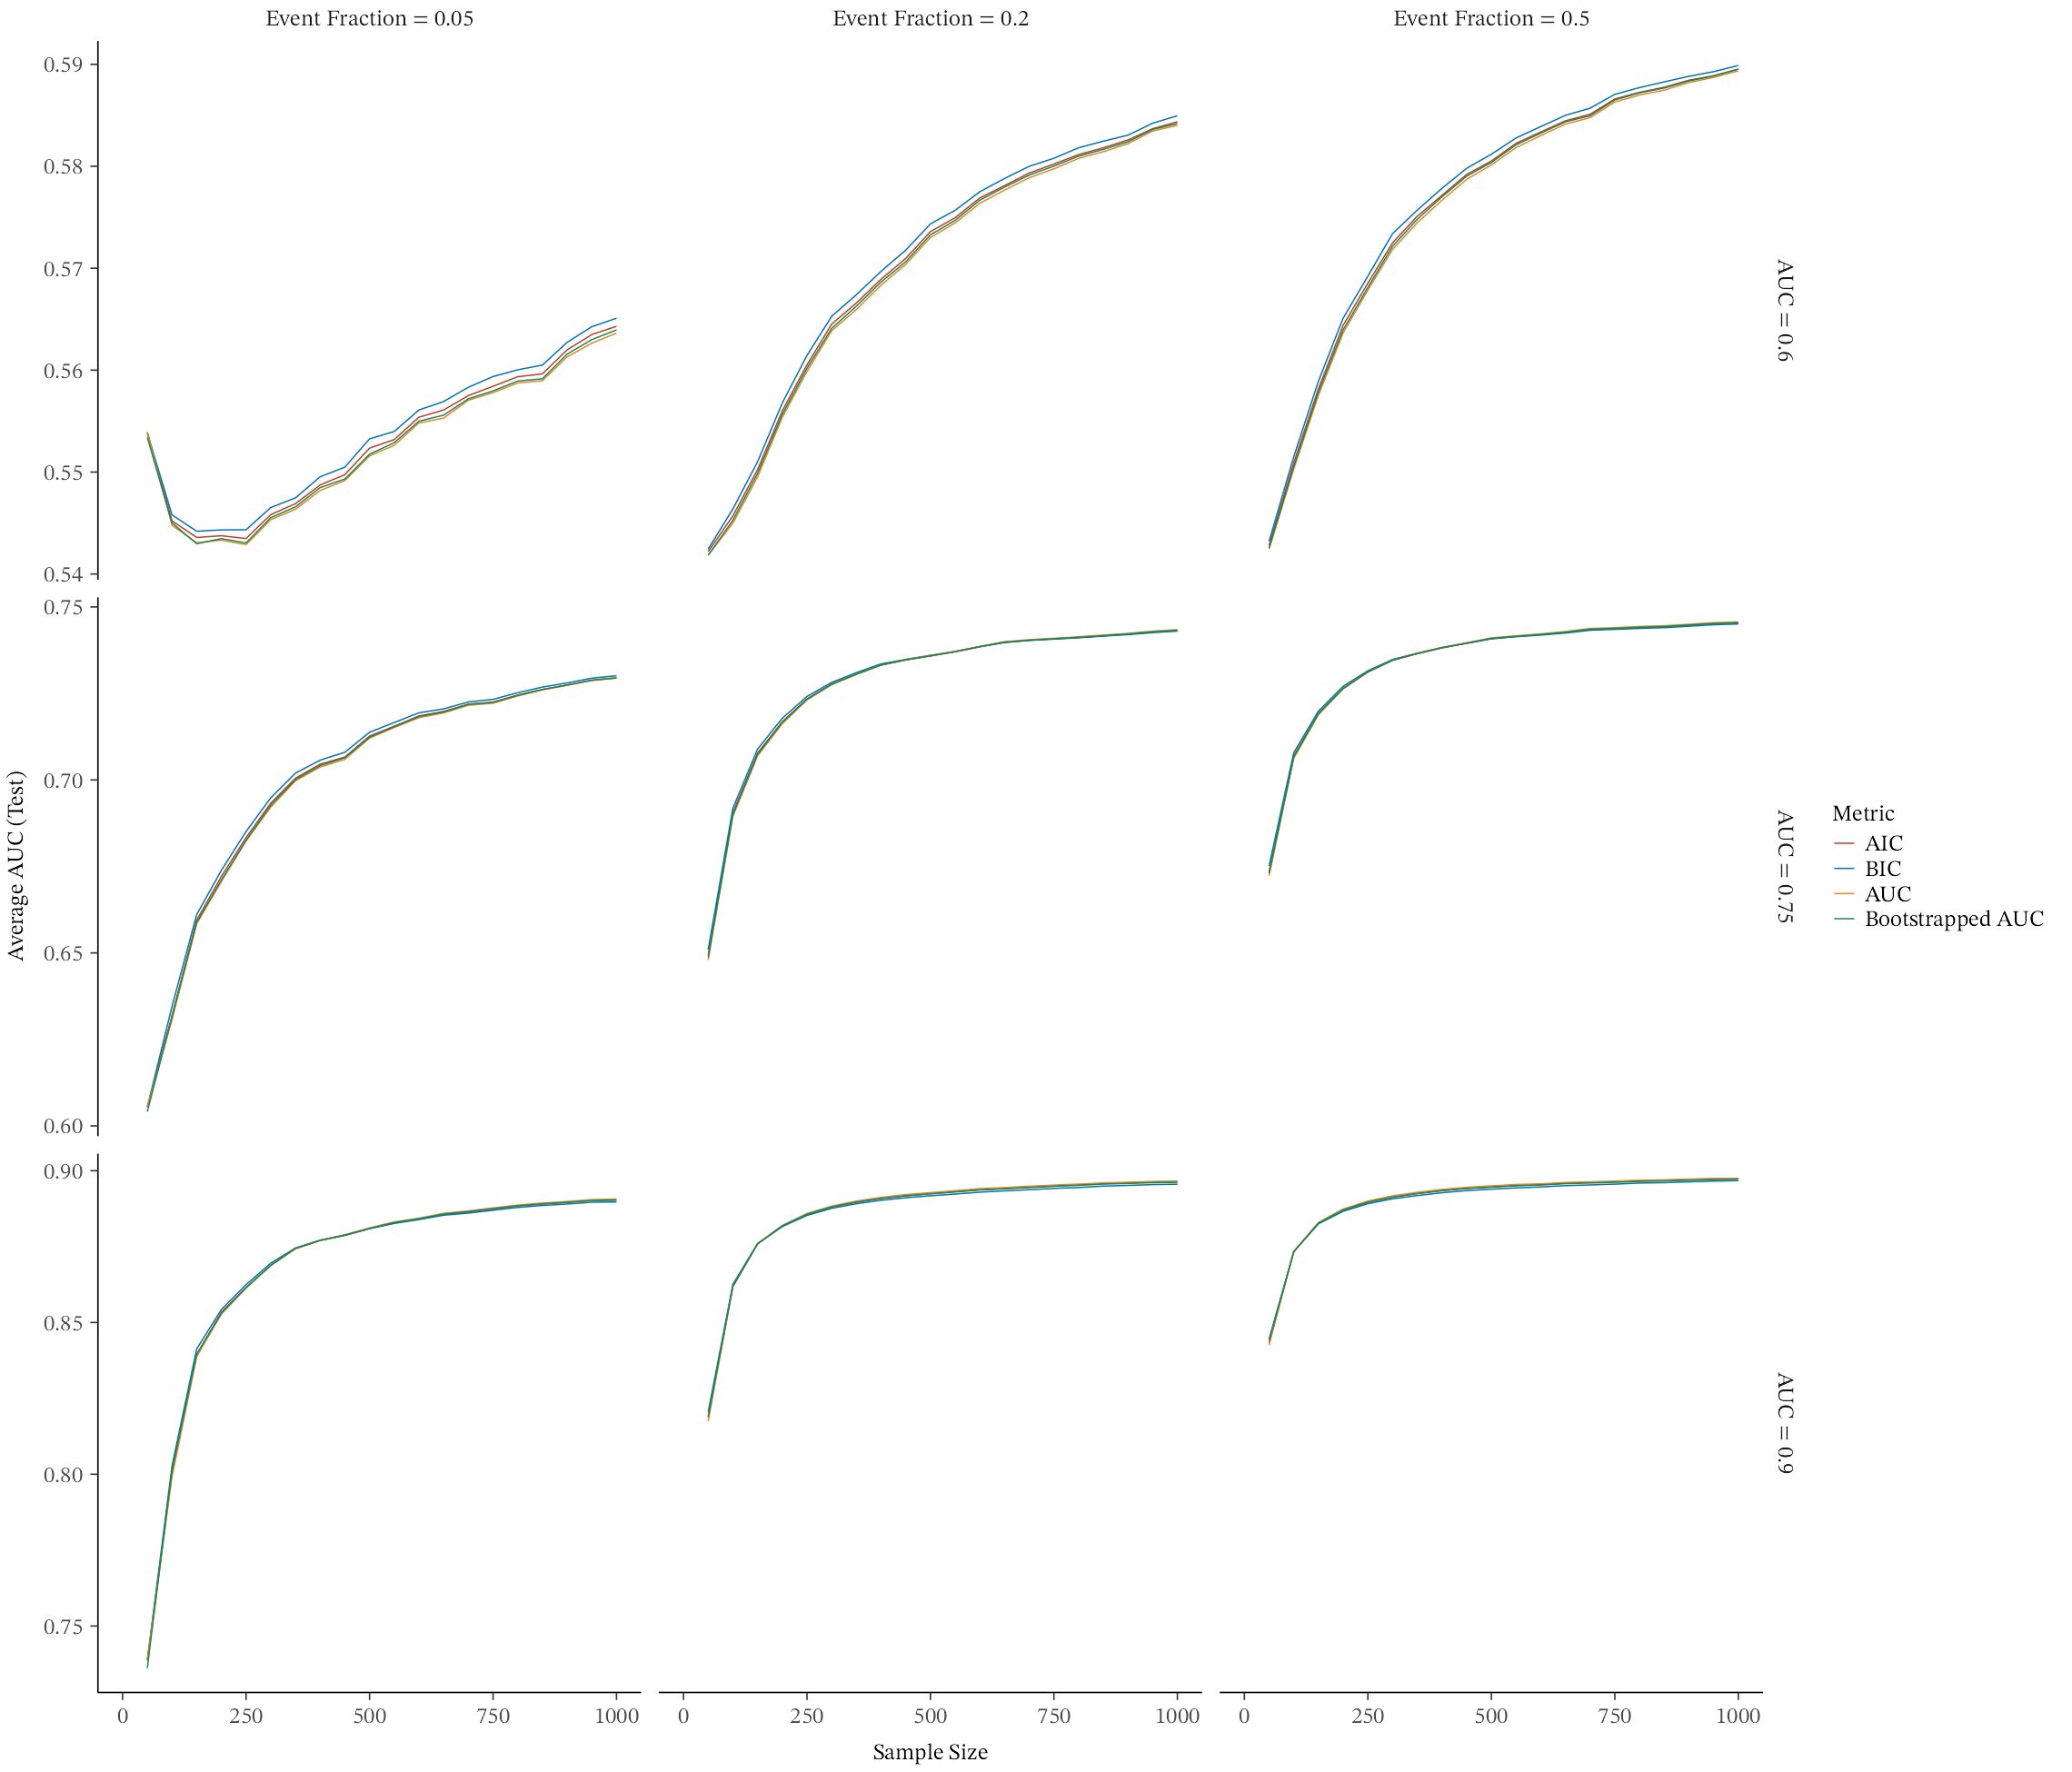 Event Fraction = 0.05
Event Fraction = 0.2
Event Fraction = 0.5
0.59
0.58
0.57
0.56
0.55
0.54
AUC = 0.6
0.75
0.70
0.65
0.60
AUC = 0.75
0.90
0.85
0.80
0.75
AUC = 0.9
Average AUC (Test)
0 250 500 750 1000
0 250 500 750 1000
0 250 500 750 1000
Sample Size
Metric
AIC
BIC
AUC
Bootstrapped AUC